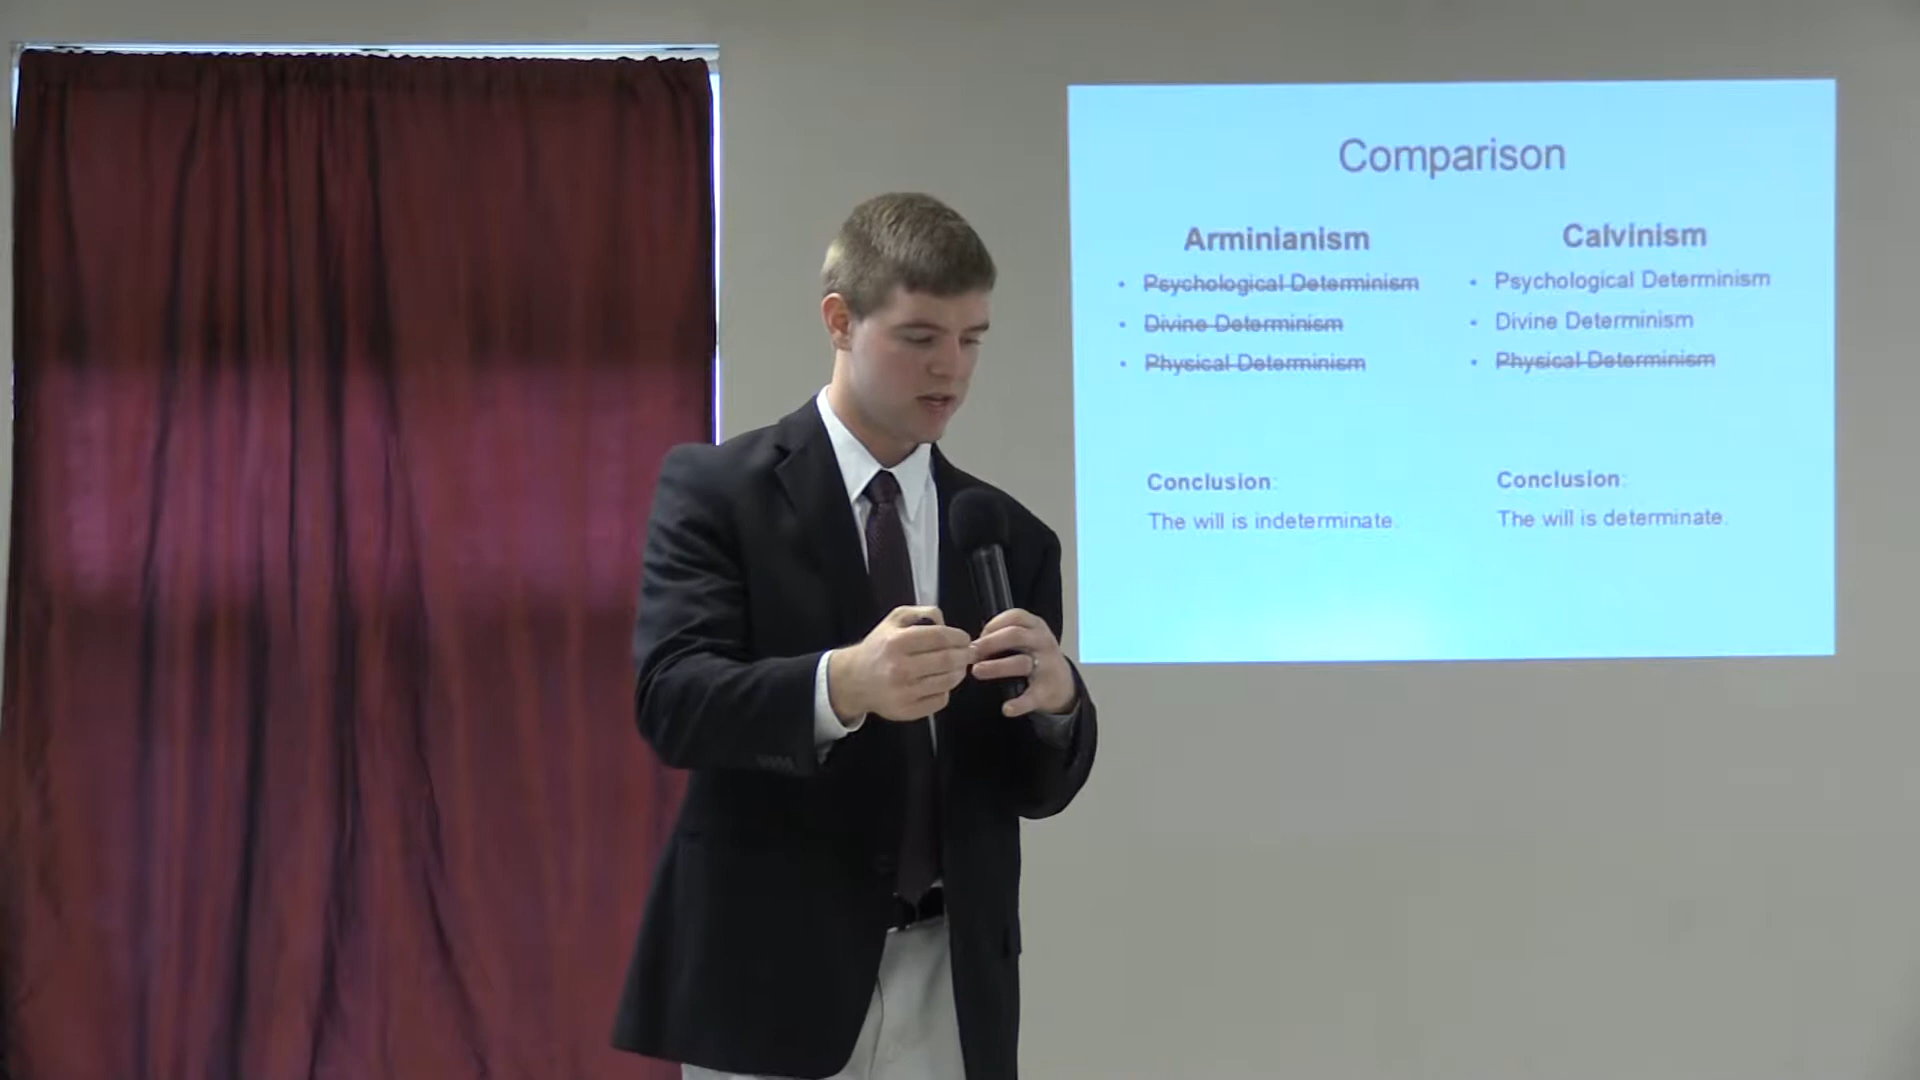 Comparison
Arminianism
• Psychological Determinism
• Divine Determinism
• Physical Determinism
Conclusion:
The will is indeterminate.
Calvinism
• Psychological Determinism
• Divine Determinism
• Physical Determinism
Conclusion:
The will is determinate.